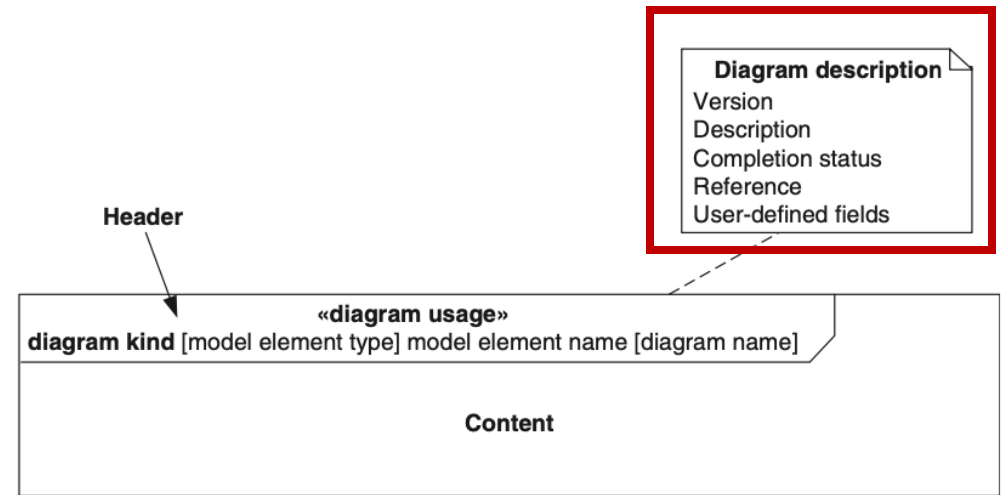 Diagram description
Version
Description
Completion status
Reference
User-defined fields
Header
«diagram usage»
diagram kind [model element type] model element name [diagram name]
Content